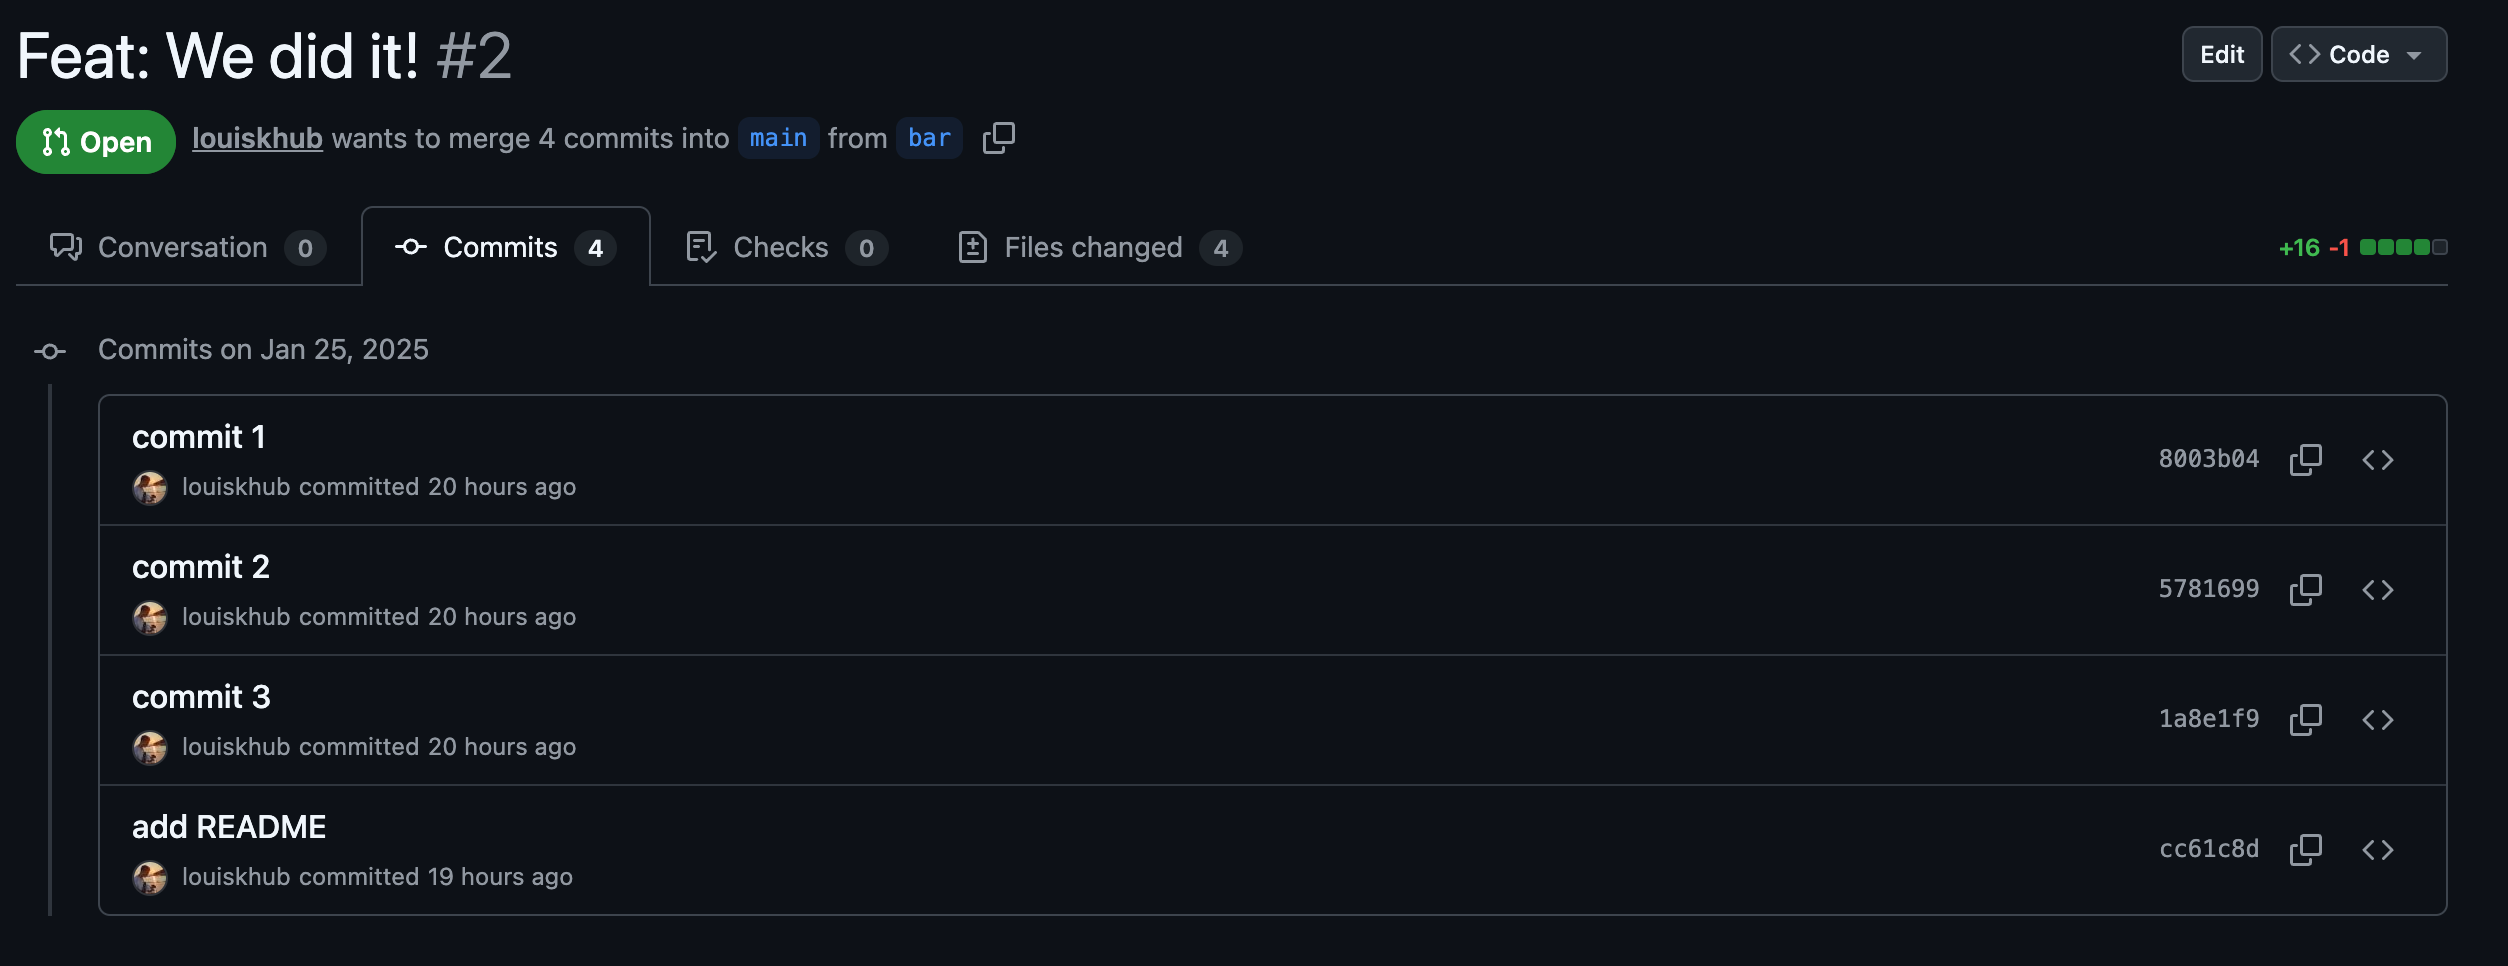 Feat: We did it! #2
Edit
Code
Open
louiskhub wants to merge 4 commits into main from bar
Conversation 0
Commits 4
Checks 0
Files changed 4
+16 -1
Commits on Jan 25, 2025
commit 1
louiskhub committed 20 hours ago
8003b04
commit 2
louiskhub committed 20 hours ago
5781699
commit 3
louiskhub committed 20 hours ago
1a8e1f9
add README
louiskhub committed 19 hours ago
cc61c8d